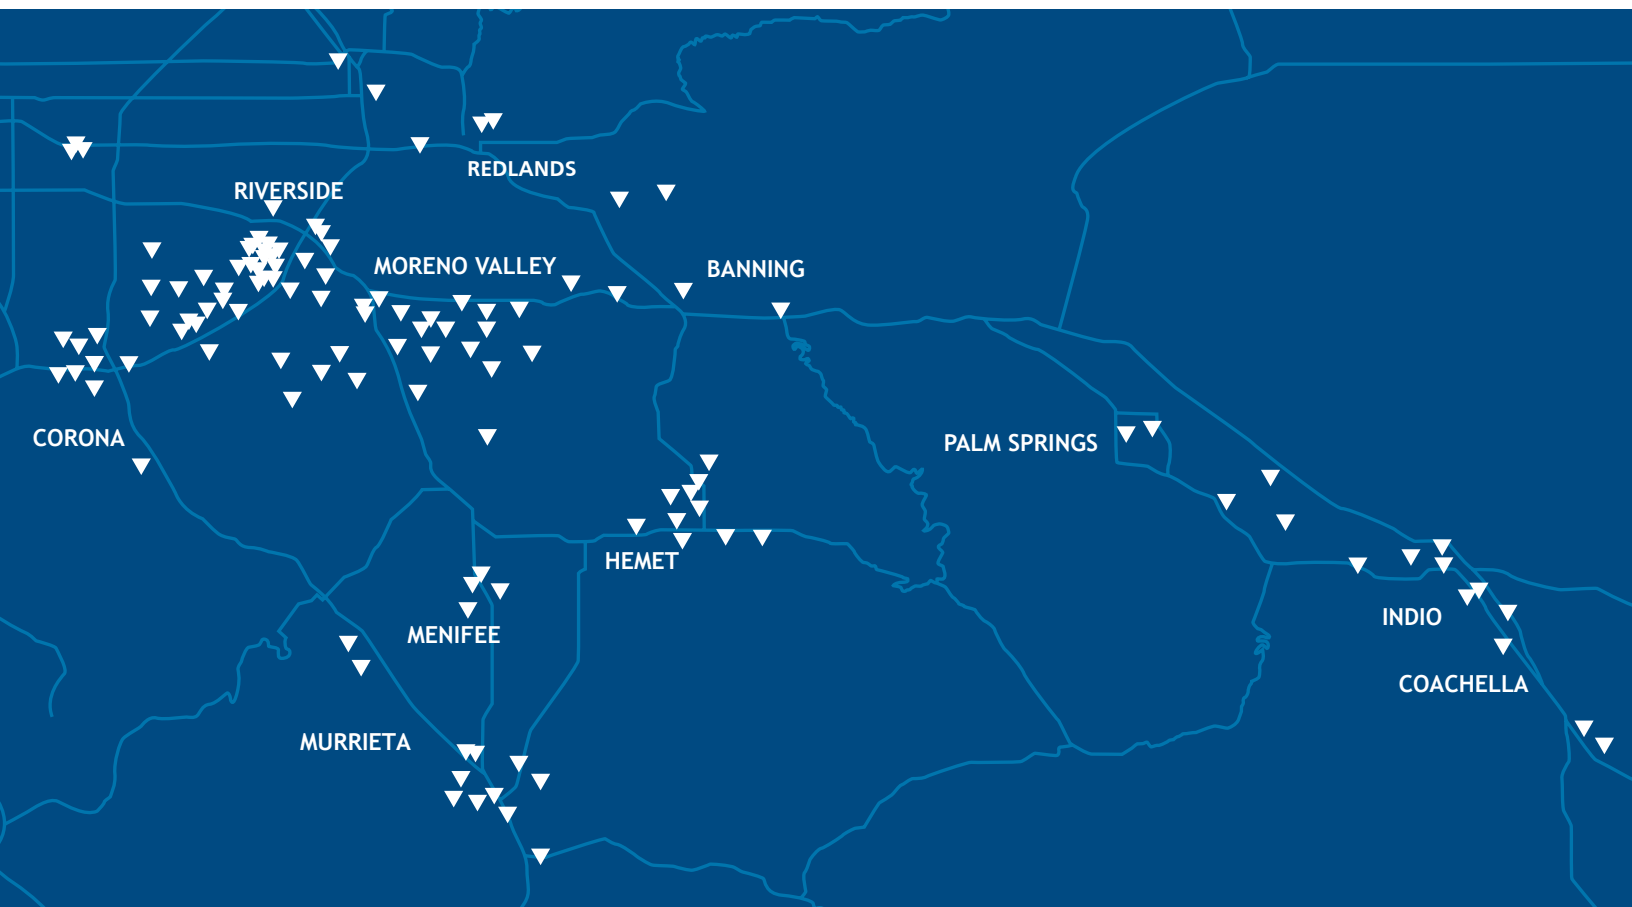 REDLANDS
RIVERSIDE
MORENO VALLEY
BANNING
CORONA
PALM SPRINGS
HEMET
INDIO
MENIFEE
COACHELLA
MURRIETA